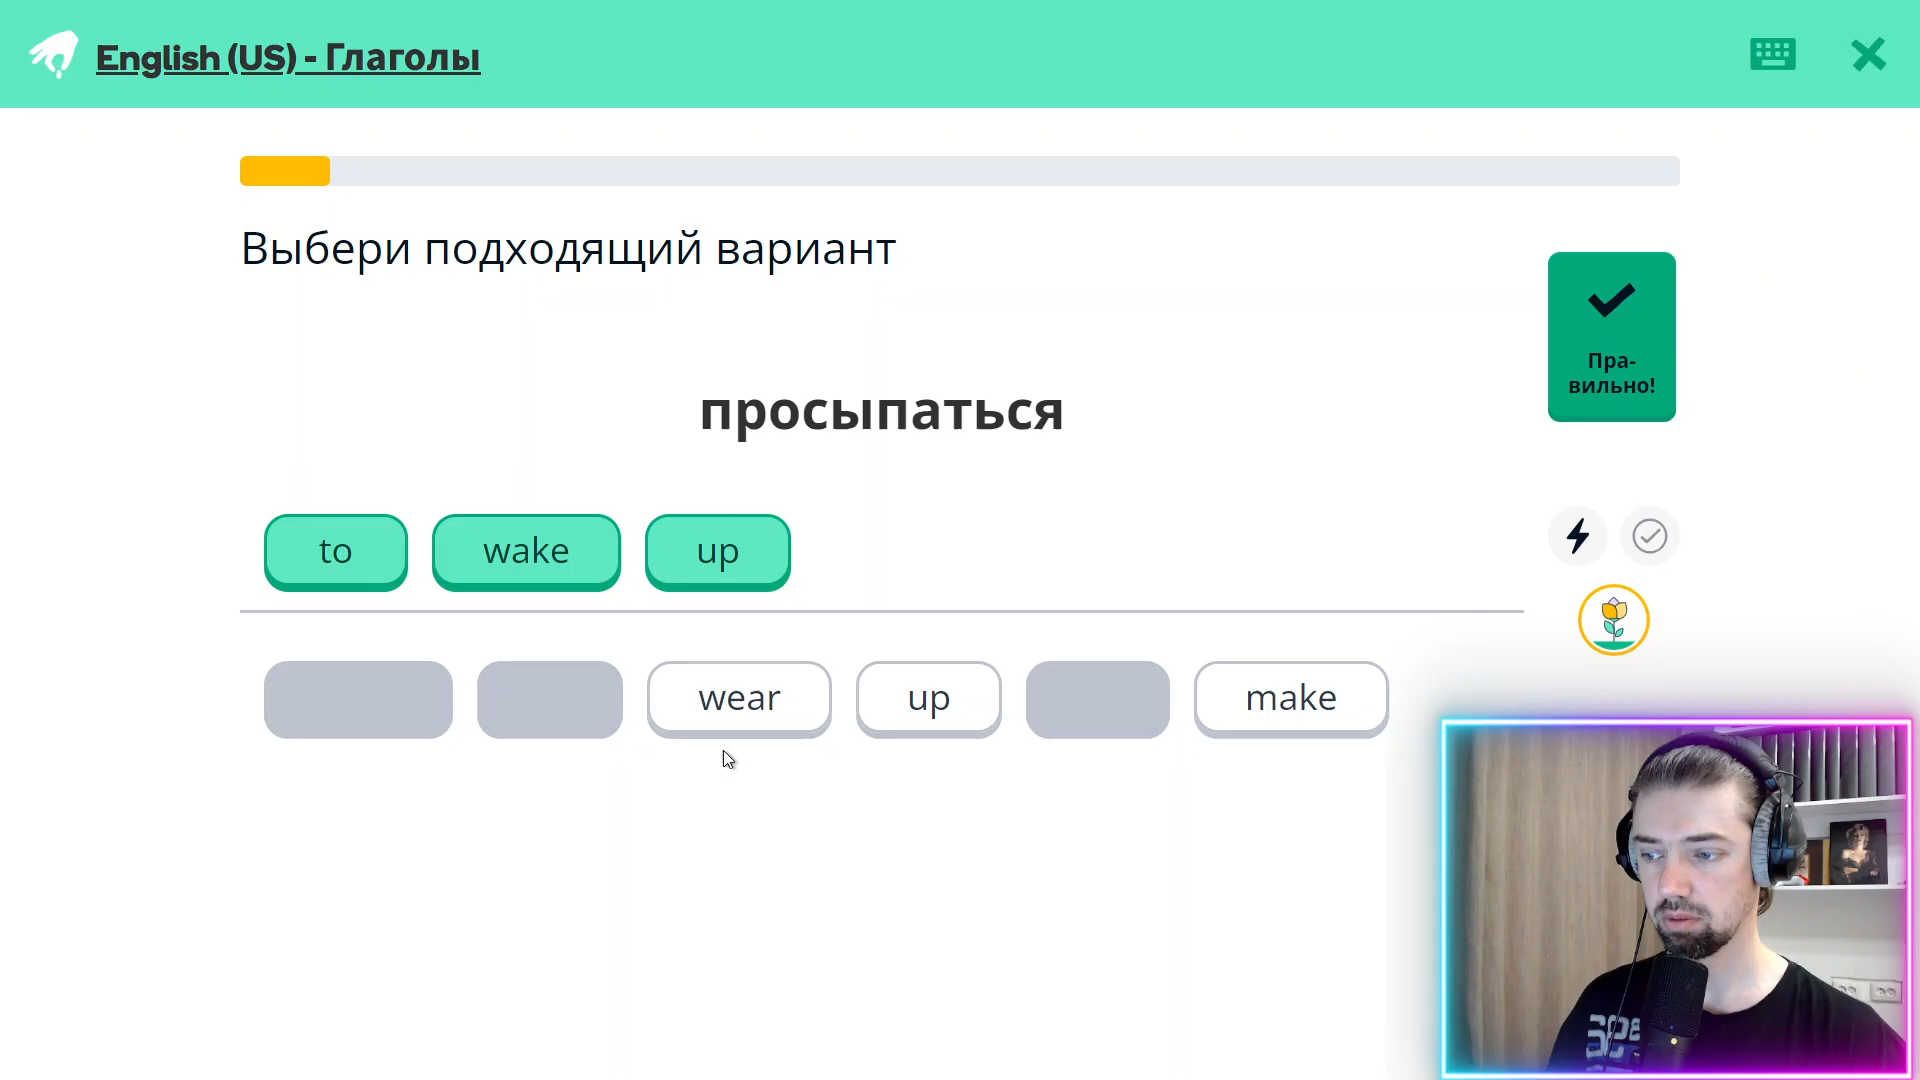 English (US) - Глаголы
Выбери подходящий вариант
Пра-
вильно!
просыпаться
to wake up
wear up make